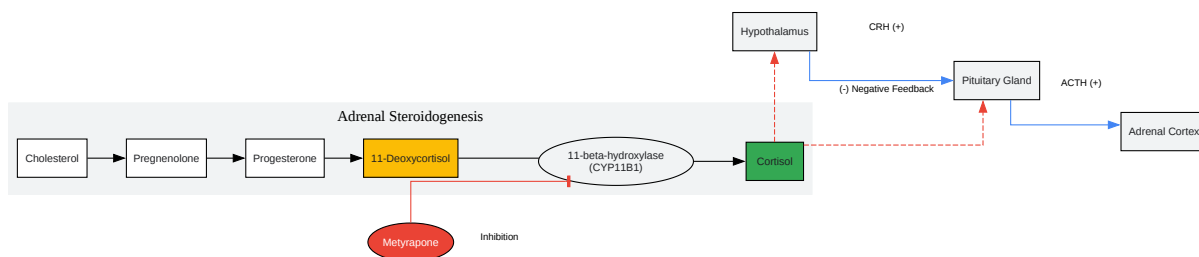 Hypothalamus
CRH (+)
Pituitary Gland
ACTH (+)
(-) Negative Feedback
Adrenal Cortex
Adrenal Steroidogenesis
Cholesterol
Pregnenolone
Progesterone
11-Deoxycortisol
11-beta-hydroxylase
(CYP11B1)
Cortisol
Metyrapone
Inhibition